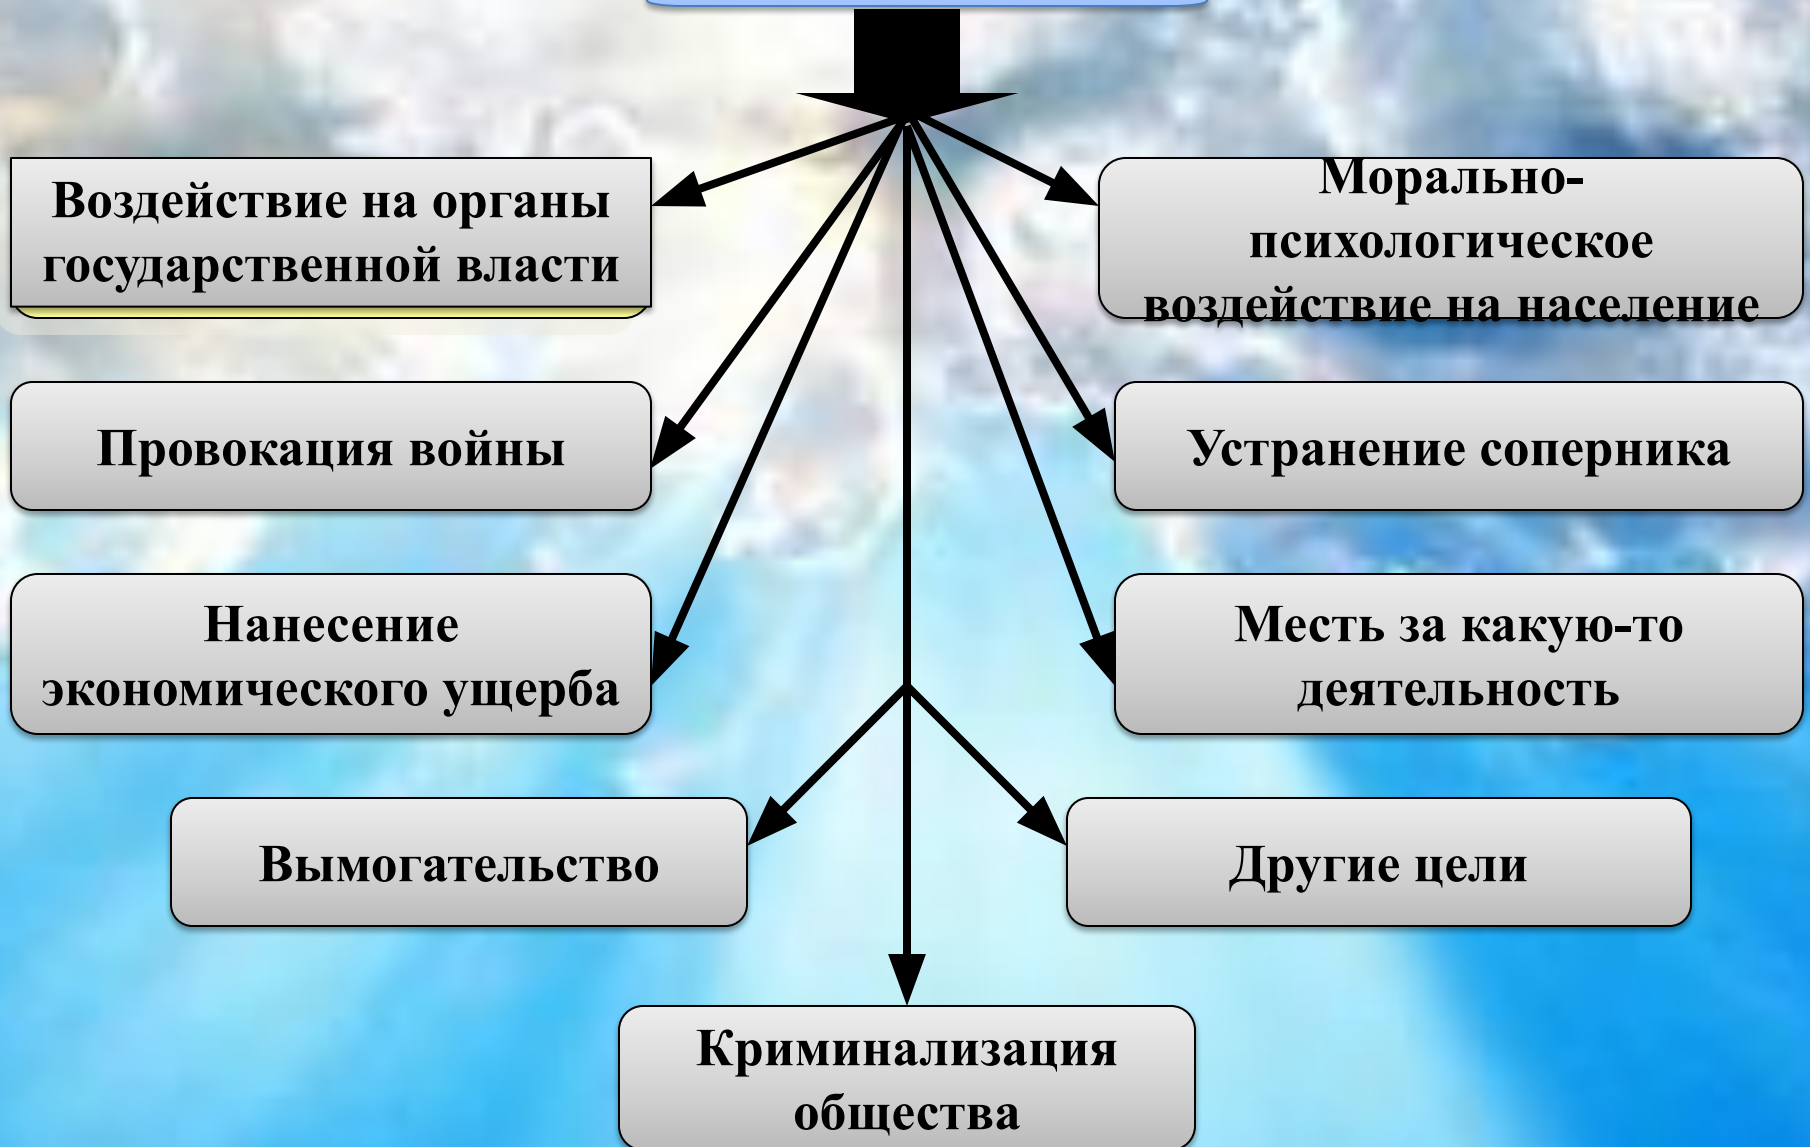 Воздействие на органы
государственной власти
Морально-
психологическое
воздействие на население
Провокация войны
Устранение соперника
Нанесение
экономического ущерба
Месть за какую-то
деятельность
Вымогательство
Другие цели
Криминализация
общества